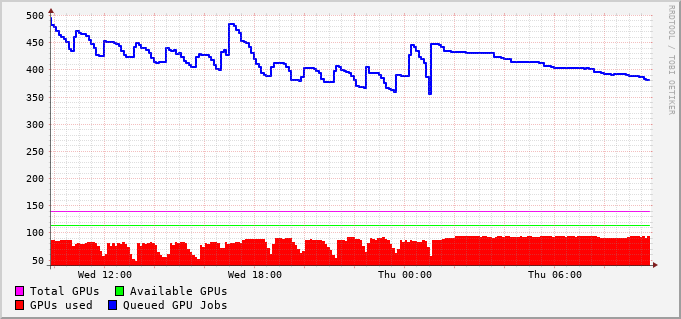 500
450
400
350
300
250
200
150
100
50
Wed 12:00 Wed 18:00 Thu 00:00 Thu 06:00
Total GPUs Available GPUs
GPUs used Queued GPU Jobs
RRDTOOL / TOBI OETIKER